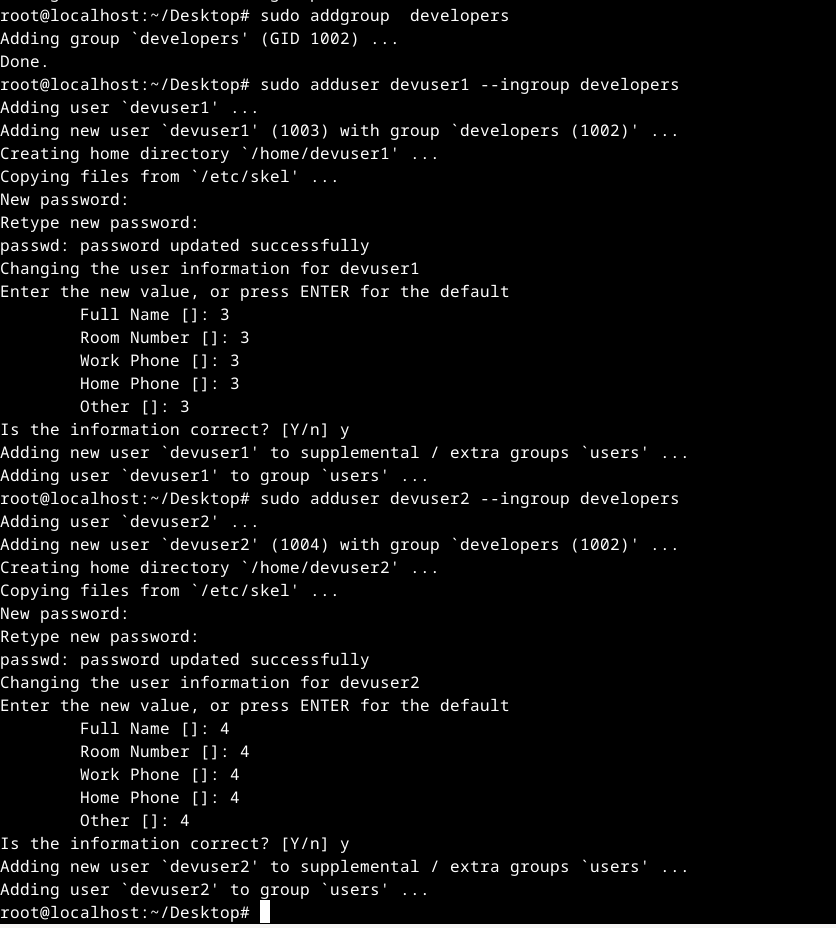 root@localhost:~/Desktop# sudo addgroup  developers
Adding group `developers' (GID 1002) ...
Done.
root@localhost:~/Desktop# sudo adduser devuser1 --ingroup developers
Adding user `devuser1' ...
Adding new user `devuser1' (1003) with group `developers (1002)' ...
Creating home directory `/home/devuser1' ...
Copying files from `/etc/skel' ...
New password:
Retype new password:
passwd: password updated successfully
Changing the user information for devuser1
Enter the new value, or press ENTER for the default
        Full Name []: 3
        Room Number []: 3
        Work Phone []: 3
        Home Phone []: 3
        Other []: 3
Is the information correct? [Y/n] y
Adding new user `devuser1' to supplemental / extra groups `users' ...
Adding user `devuser1' to group `users' ...
root@localhost:~/Desktop# sudo adduser devuser2 --ingroup developers
Adding user `devuser2' ...
Adding new user `devuser2' (1004) with group `developers (1002)' ...
Creating home directory `/home/devuser2' ...
Copying files from `/etc/skel' ...
New password:
Retype new password:
passwd: password updated successfully
Changing the user information for devuser2
Enter the new value, or press ENTER for the default
        Full Name []: 4
        Room Number []: 4
        Work Phone []: 4
        Home Phone []: 4
        Other []: 4
Is the information correct? [Y/n] y
Adding new user `devuser2' to supplemental / extra groups `users' ...
Adding user `devuser2' to group `users' ...
root@localhost:~/Desktop#